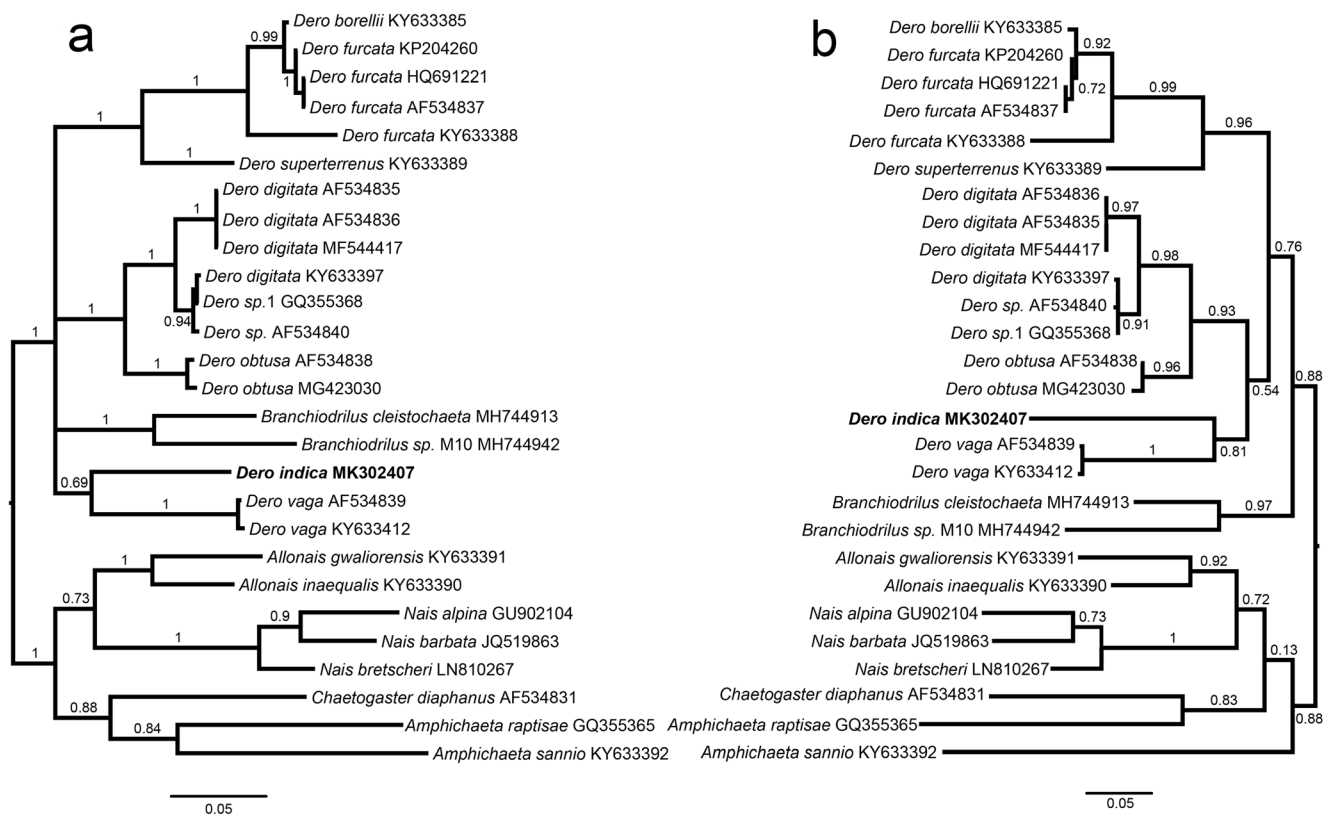 a
Dero borellii KY633385
0.99
Dero furcata KP204260
1
Dero furcata HQ691221
1
Dero furcata AF534837
1
Dero furcata KY633388
1
Dero superterrenus KY633389
Dero digitata AF534835
1
Dero digitata AF534836
Dero digitata MF544417
1
Dero digitata KY633397
Dero sp.1 GQ355368
1
0.94
Dero sp. AF534840
1
Dero obtusa AF534838
1
Dero obtusa MG423030
Branchiodrilus cleistochaeta MH744913
1
Branchiodrilus sp. M10 MH744942
Dero indica MK302407
0.69
Dero vaga AF534839
1
Dero vaga KY633412
Allonais gwaliorensis KY633391
1
Allonais inaequalis KY633390
0.73
Nais alpina GU902104
0.9
Nais barbata JQ519863
1
1
Nais bretscheri LN810267
Chaetogaster diaphanus AF534831
0.88
Amphichaeta raptisae GQ355365
0.84
Amphichaeta sannio KY633392
0.05
b
Dero borellii KY633385
0.92
Dero furcata KP204260
Dero furcata HQ691221
0.72
0.99
Dero furcata AF534837
0.96
Dero furcata KY633388
Dero superterrenus KY633389
Dero digitata AF534836
0.97
Dero digitata AF534835
Dero digitata MF544417
0.76
0.98
Dero digitata KY633397
Dero sp. AF534840
0.93
0.91
Dero sp.1 GQ355368
Dero obtusa AF534838
0.96
0.88
Dero obtusa MG423030
0.54
Dero indica MK302407
Dero vaga AF534839
1
0.81
Dero vaga KY633412
Branchiodrilus cleistochaeta MH744913
0.97
Branchiodrilus sp. M10 MH744942
Allonais gwaliorensis KY633391
0.92
Allonais inaequalis KY633390
0.72
Nais alpina GU902104
0.73
Nais barbata JQ519863
1
0.13
Nais bretscheri LN810267
Chaetogaster diaphanus AF534831
0.83
0.88
Amphichaeta raptisae GQ355365
Amphichaeta sannio KY633392
0.05